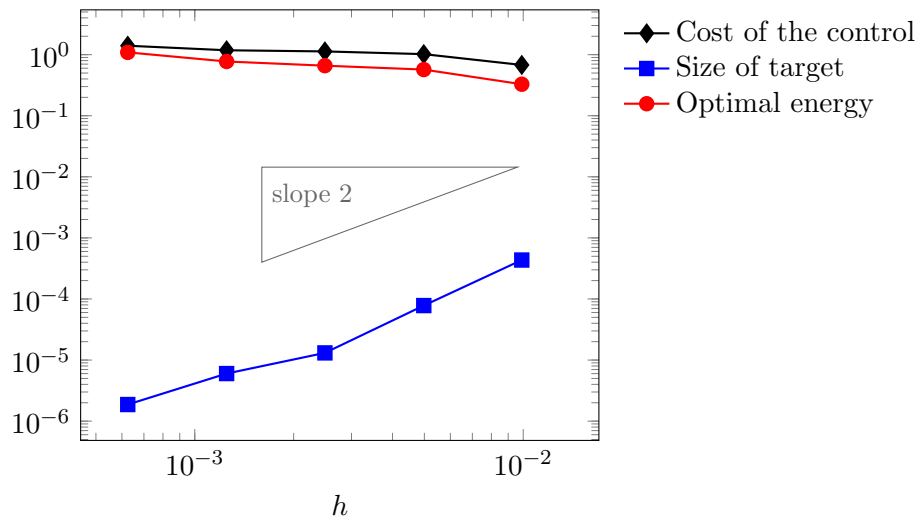 Cost of the control
Size of target
Optimal energy
10^0
10^-1
10^-2
10^-3
10^-4
10^-5
10^-6
slope 2
10^-3
10^-2
h